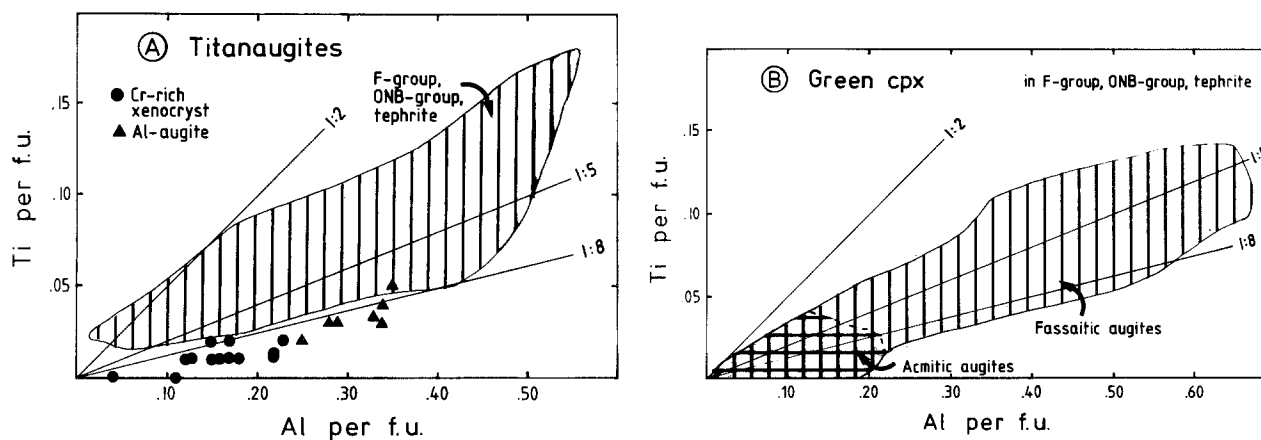 A Titanaugites
Cr-rich
xenocryst
Al-augite
F-group,
ONB-group,
tephrite
1:2
1:5
1:8
.15
.10
.05
Ti per f.u.
.10
.20
.30
.40
.50
Al per f.u.
B Green cpx
in F-group, ONB-group, tephrite
1:2
1:8
.15
.10
.05
Ti per f.u.
Fassaitic augites
Acmitic augites
.10
.20
.30
.40
.50
.60
Al per f.u.